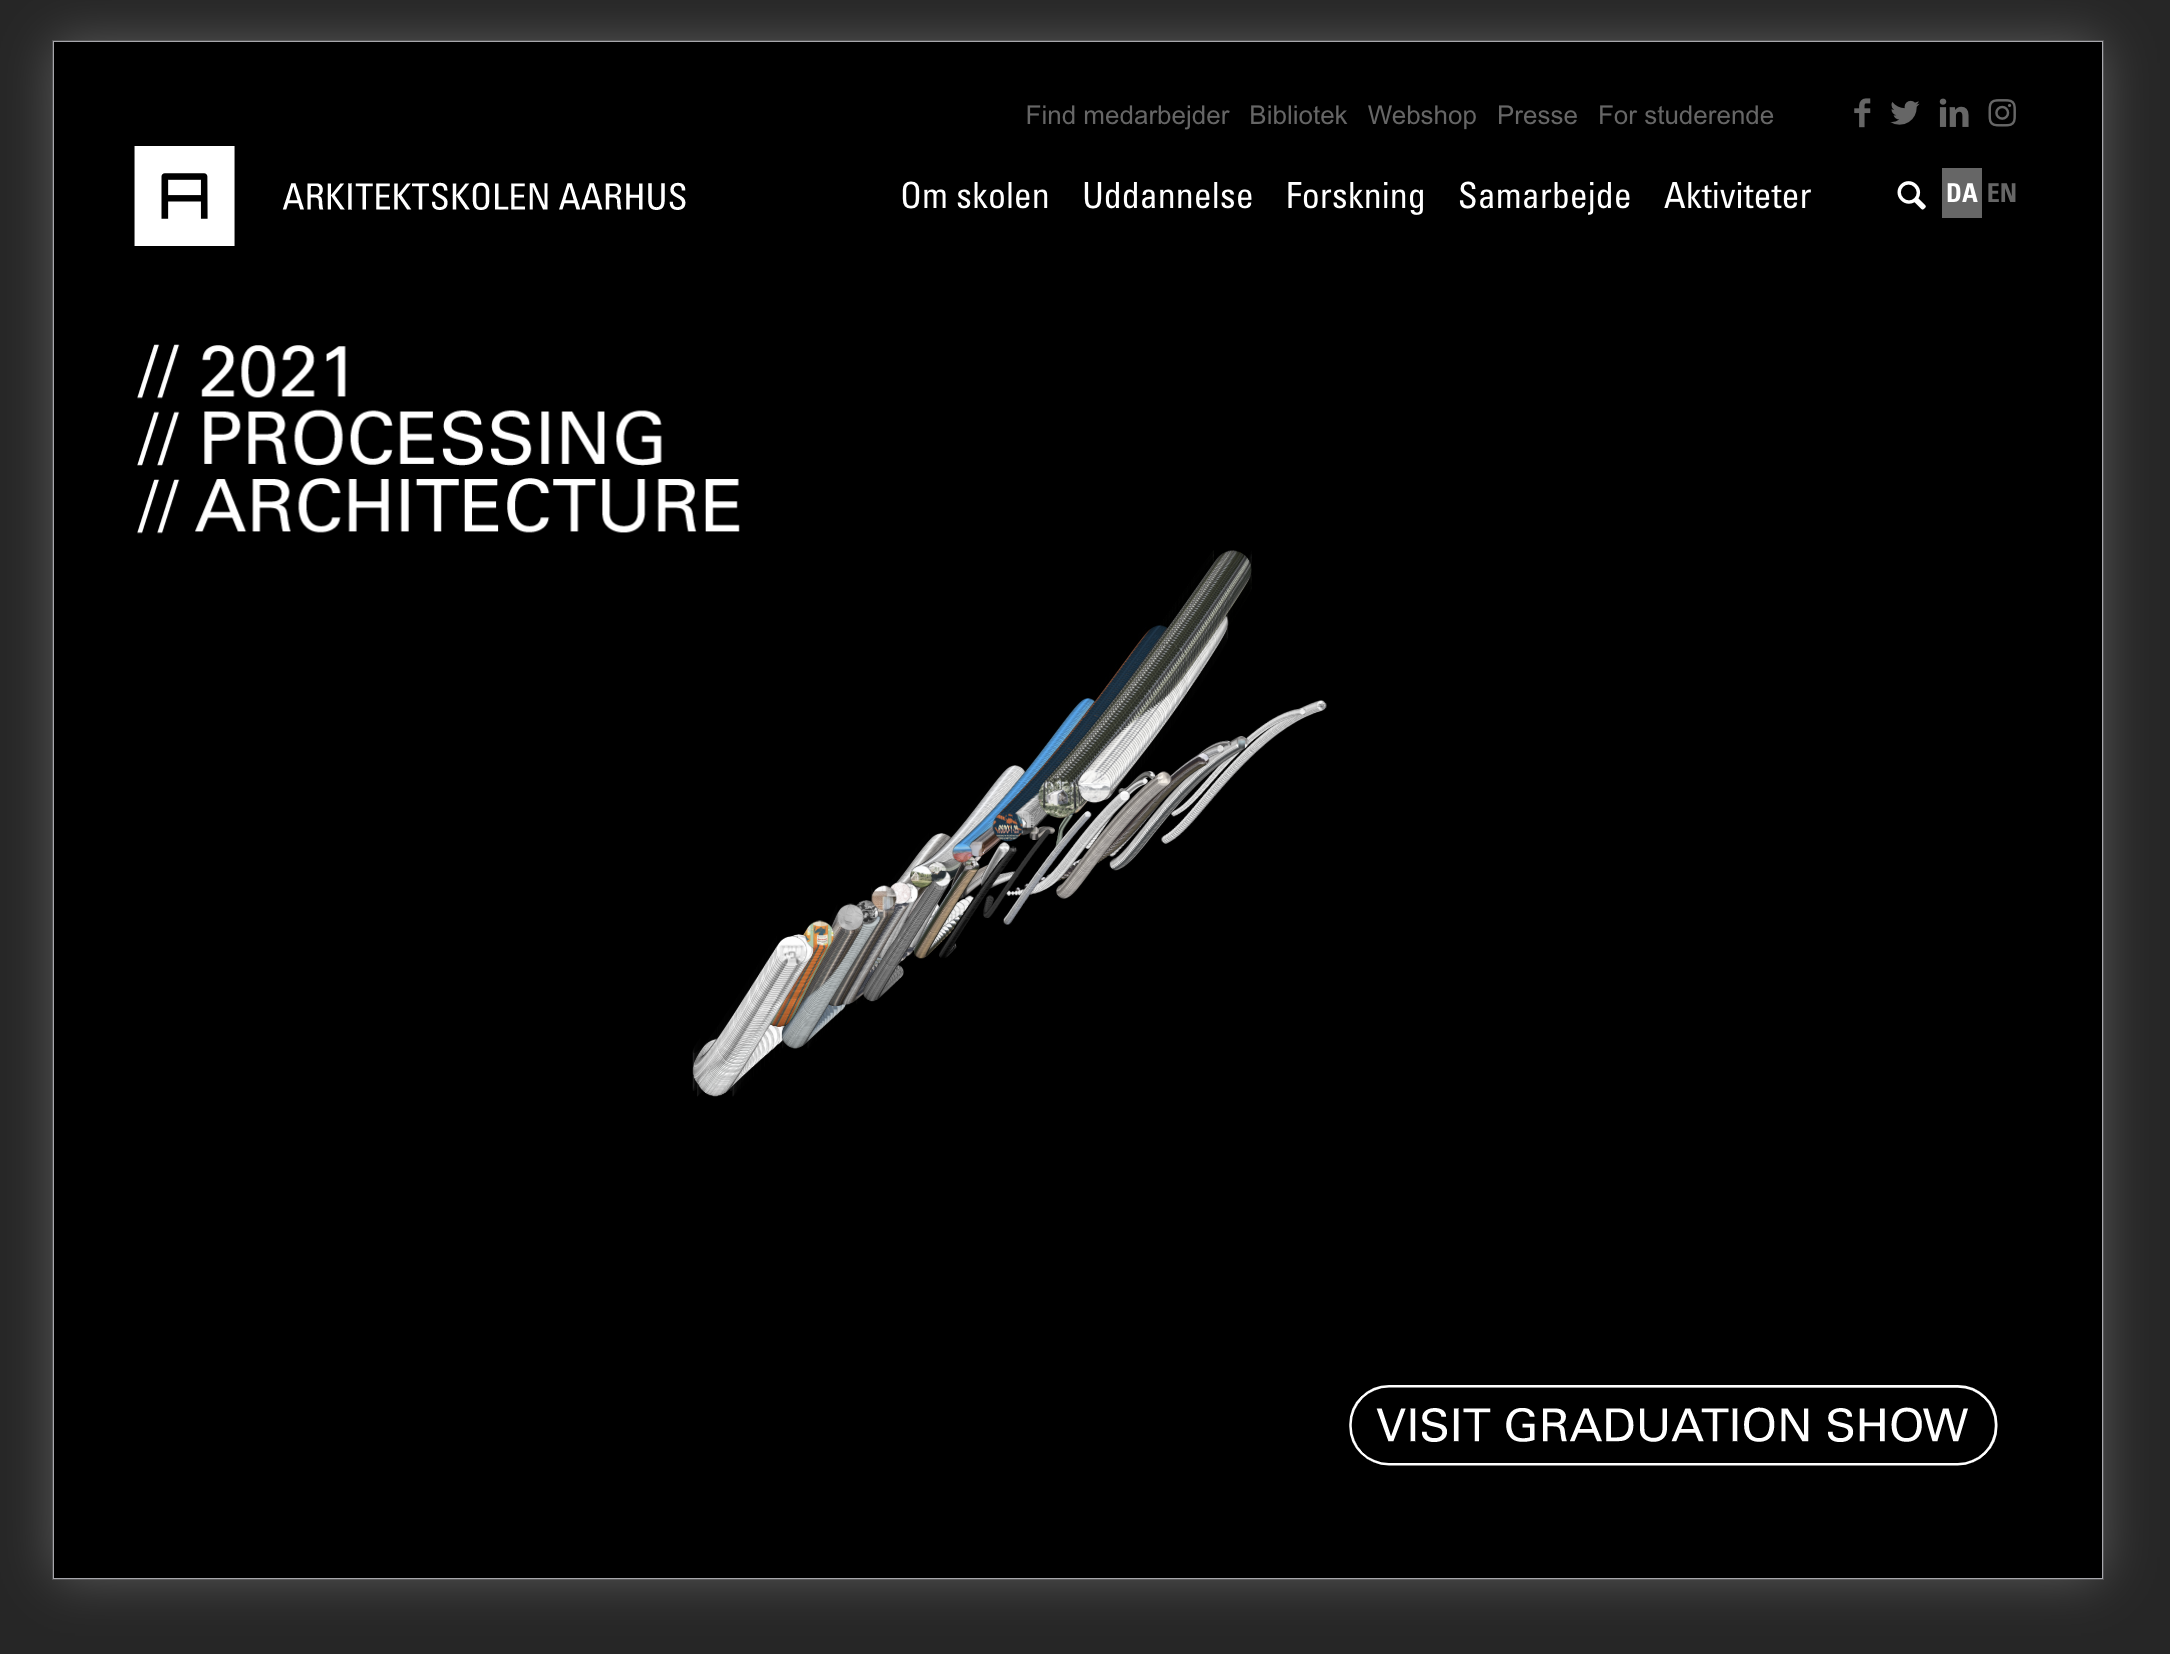 Find medarbejder Bibliotek Webshop Presse For studerende
ARKITEKTSKOLEN AARHUS
Om skolen Uddannelse Forskning Samarbejde Aktiviteter
DA EN
// 2021
// PROCESSING
// ARCHITECTURE
VISIT GRADUATION SHOW